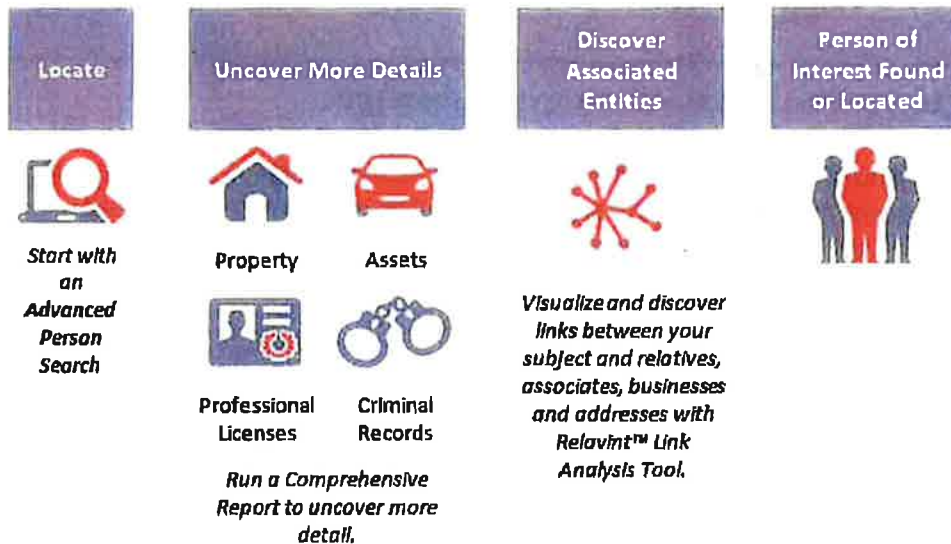 Locate
Uncover More Details
Discover
Associated
Entities
Person of
Interest Found
or Located
Start with
an
Advanced
Person
Search
Property
Assets
Professional
Licenses
Criminal
Records
Run a Comprehensive
Report to uncover more
detail.
Visualize and discover
links between your
subject and relatives,
associates, businesses
and addresses with
Relavint™ Link
Analysis Tool.